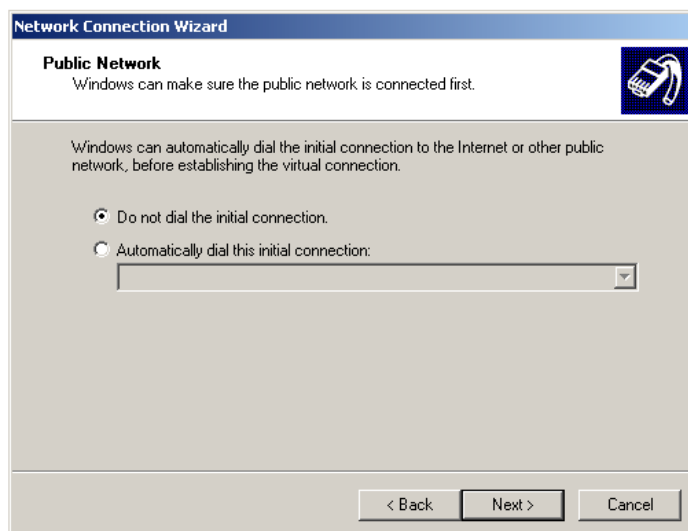 Network Connection Wizard
Public Network
Windows can make sure the public network is connected first.
Windows can automatically dial the initial connection to the Internet or other public
network, before establishing the virtual connection.
Do not dial the initial connection.
Automatically dial this initial connection:
< Back Next > Cancel